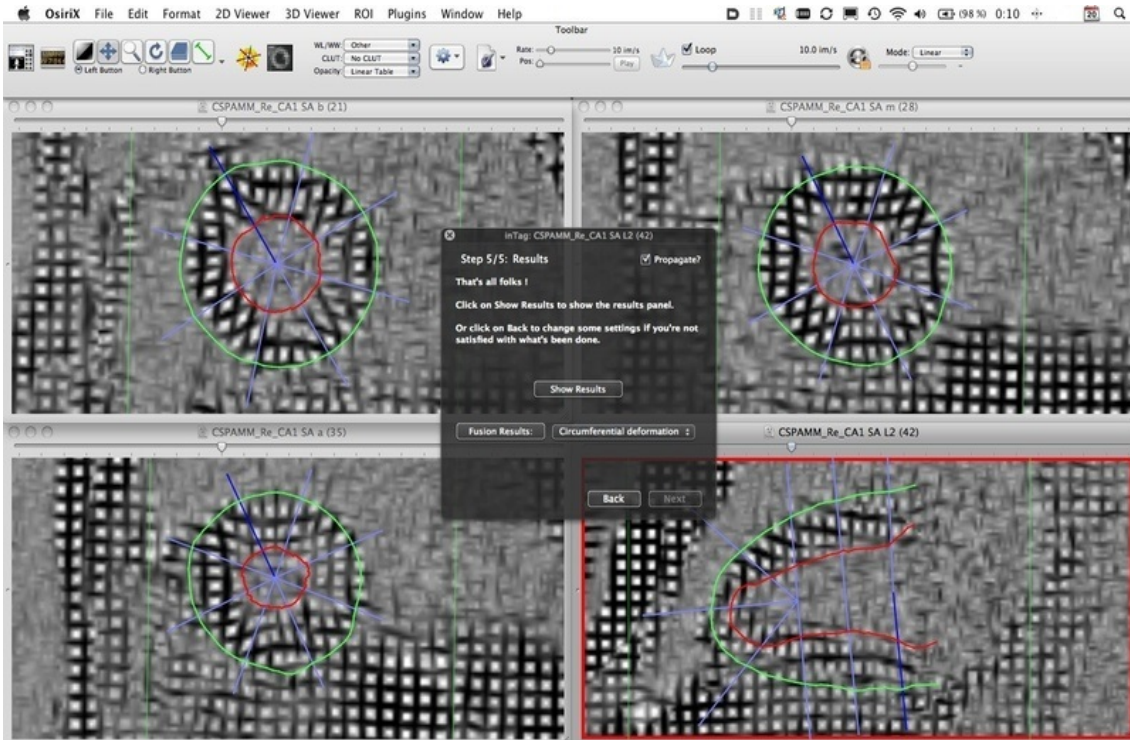 OsiriX File Edit Format 2D Viewer 3D Viewer ROI Plugins Window Help (98 %) 0:10 20
Toolbar
WL/WW: Other
CLUT: No CLUT
Opacity: Linear Table
Left Button Right Button
Rate: 10 im/s
Pos: Play
Loop 10.0 im/s
Mode: Linear
CSPAMM_Re_CA1 SA b (21)
CSPAMM_Re_CA1 SA m (28)
inTag: CSPAMM_Re_CA1 SA L2 (42)
Step 5/5: Results Propagate?
That's all folks !
Click on Show Results to show the results panel.
Or click on Back to change some settings if you're not
satisfied with what's been done.
Show Results
Fusion Results: Circumferential deformation
Back Next
CSPAMM_Re_CA1 SA a (35)
CSPAMM_Re_CA1 SA L2 (42)